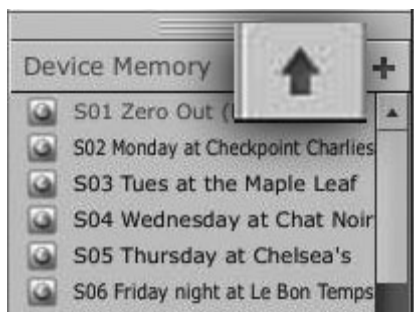 Device Memory
S01 Zero Out (
S02 Monday at Checkpoint Charlies
S03 Tues at the Maple Leaf
S04 Wednesday at Chat Noir
S05 Thursday at Chelsea's
S06 Friday night at Le Bon Temps